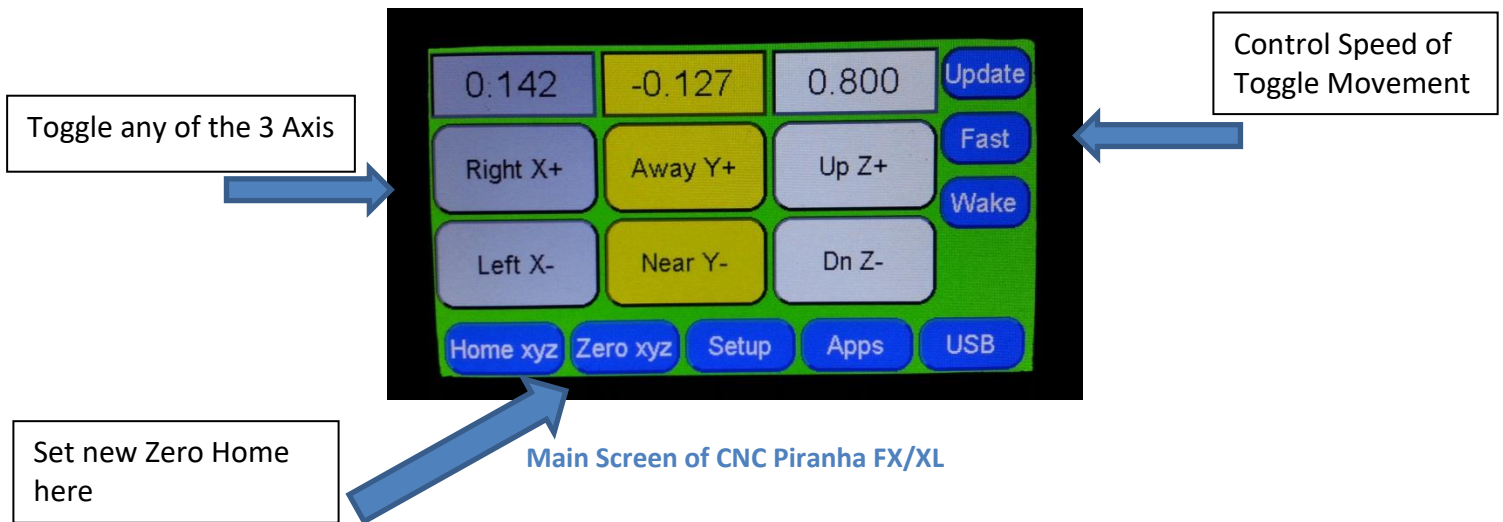 Control Speed of
Toggle Movement
Toggle any of the 3 Axis
0.142 -0.127 0.800 Update
Fast
Right X+ Away Y+ Up Z+
Wake
Left X- Near Y- Dn Z-
Home xyz Zero xyz Setup Apps USB
Set new Zero Home
here
Main Screen of CNC Piranha FX/XL